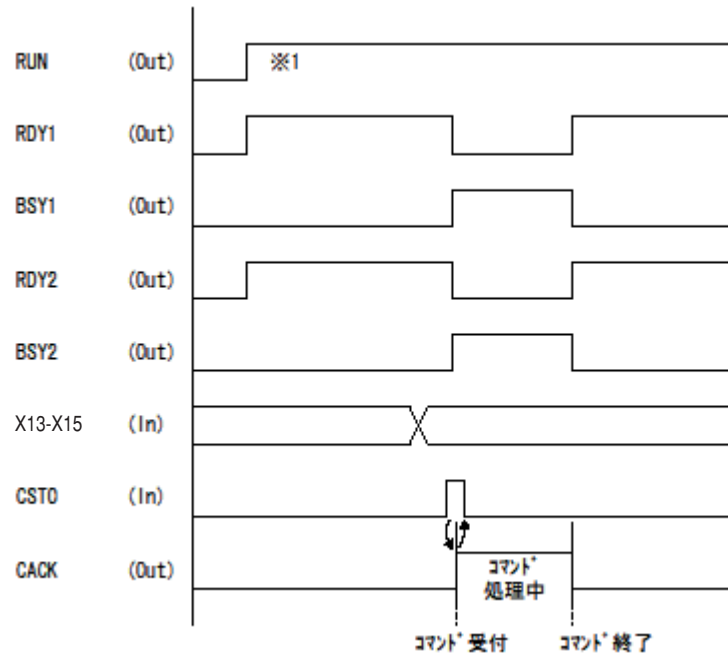 RUN (Out) ※1
RDY1 (Out)
BSY1 (Out)
RDY2 (Out)
BSY2 (Out)
X13-X15 (In)
CST0 (In)
CACK (Out)
ｺﾏﾝﾄﾞ
処理中
ｺﾏﾝﾄﾞ受付 ｺﾏﾝﾄﾞ終了